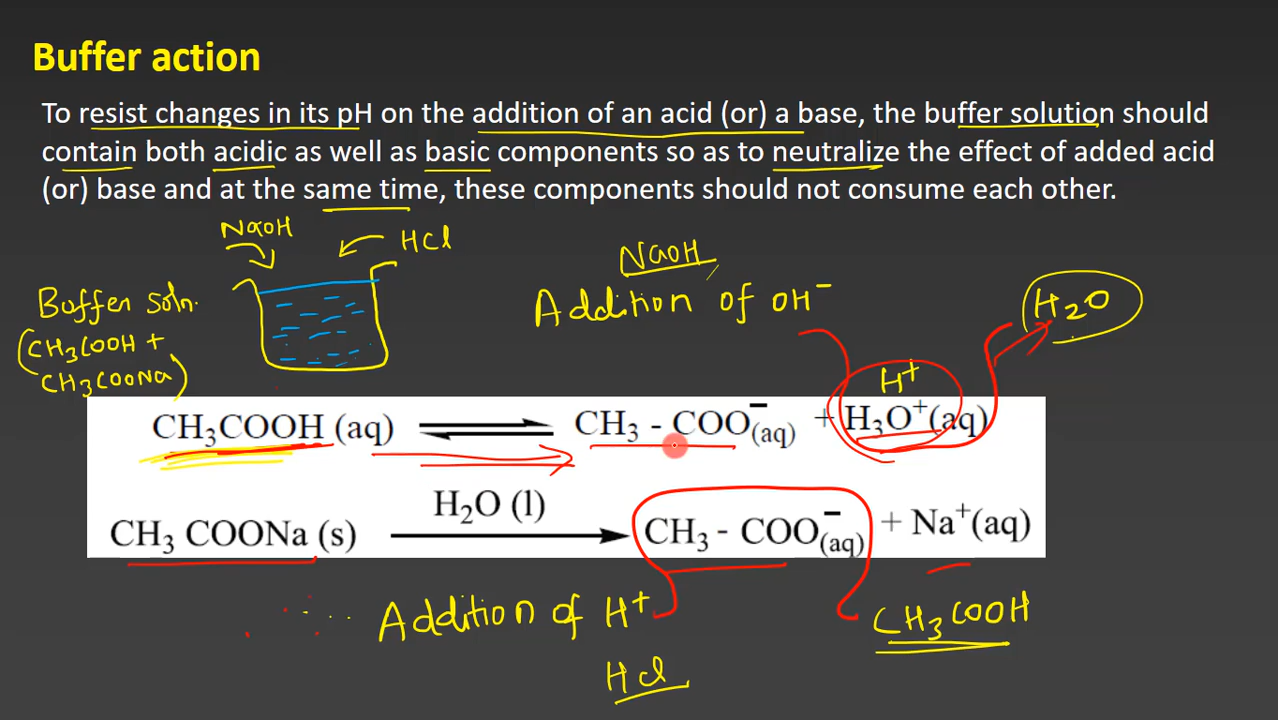 Buffer action
To resist changes in its pH on the addition of an acid (or) a base, the buffer solution should
contain both acidic as well as basic components so as to neutralize the effect of added acid
(or) base and at the same time, these components should not consume each other.
NaOH
HCl
NaOH
Buffer Soln.
Addition of OH⁻
H2O
(CH3COOH +
CH3COONa)
H⁺
CH₃COOH (aq) ⇌ CH₃ - COO⁻(aq) + H₃O⁺(aq)
H₂O (l)
CH₃ COONa (s) → CH₃ - COO⁻(aq) + Na⁺(aq)
∴ Addition of H⁺
CH3COOH
HCl